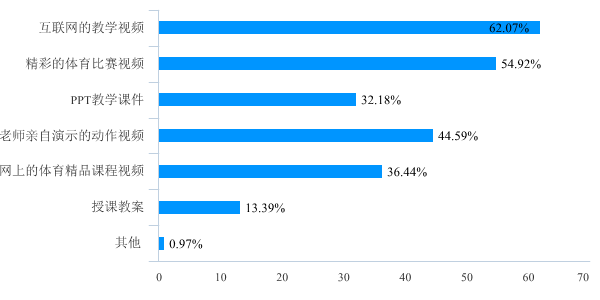 互联网的教学视频 62.07%
精彩的体育比赛视频 54.92%
PPT教学课件 32.18%
老师亲自演示的动作视频 44.59%
网上的体育精品课程视频 36.44%
授课教案 13.39%
其他 0.97%
0 10 20 30 40 50 60 70